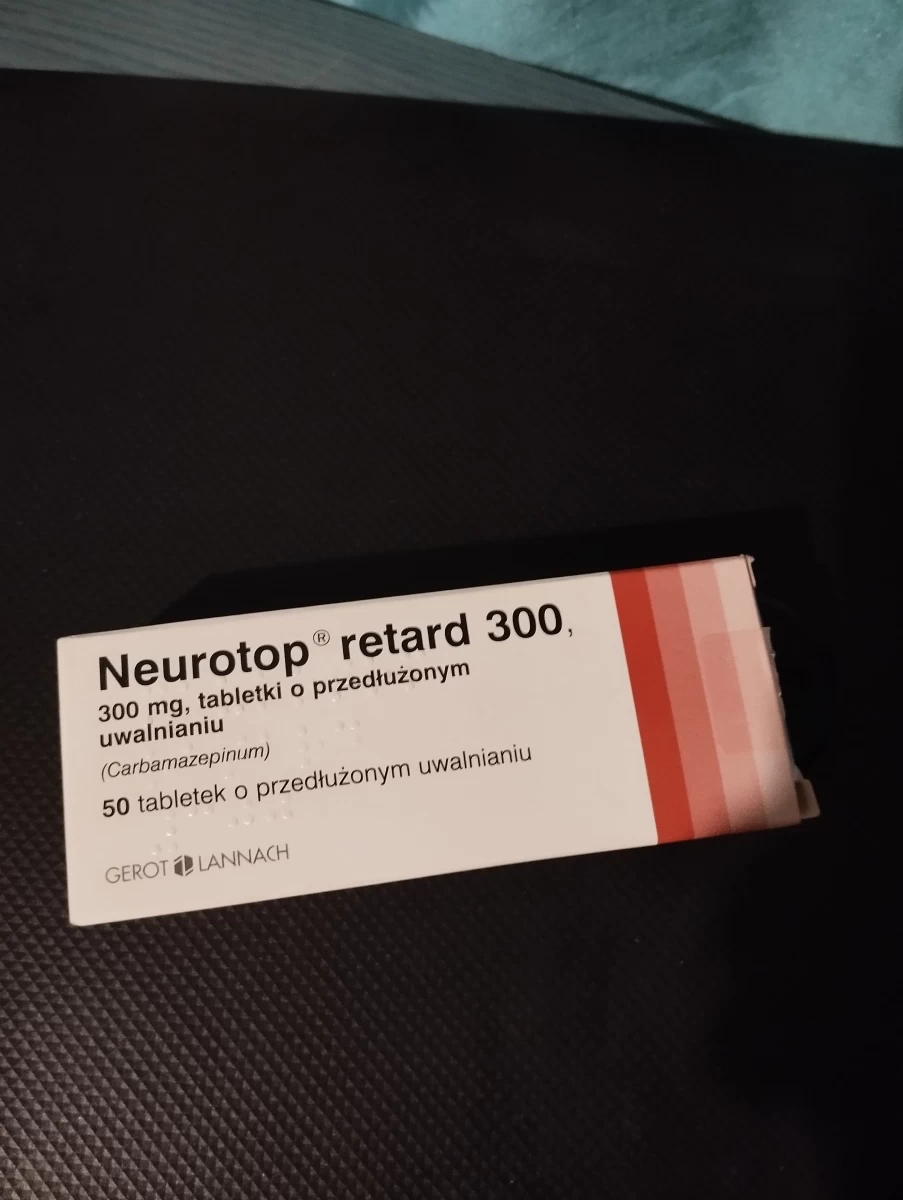 Neurotop® retard 300,
300 mg, tabletki o przedłużonym
uwalnianiu
(Carbamazepinum)
50 tabletek o przedłużonym uwalnianiu
GEROT LANNACH